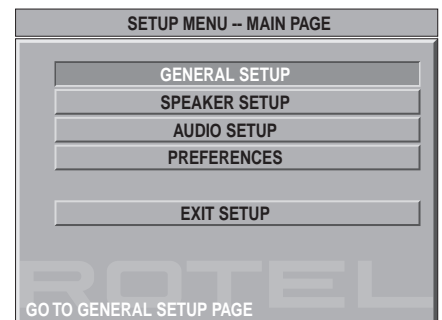 SETUP MENU -- MAIN PAGE
GENERAL SETUP
SPEAKER SETUP
AUDIO SETUP
PREFERENCES
EXIT SETUP
ROTEL
GO TO GENERAL SETUP PAGE